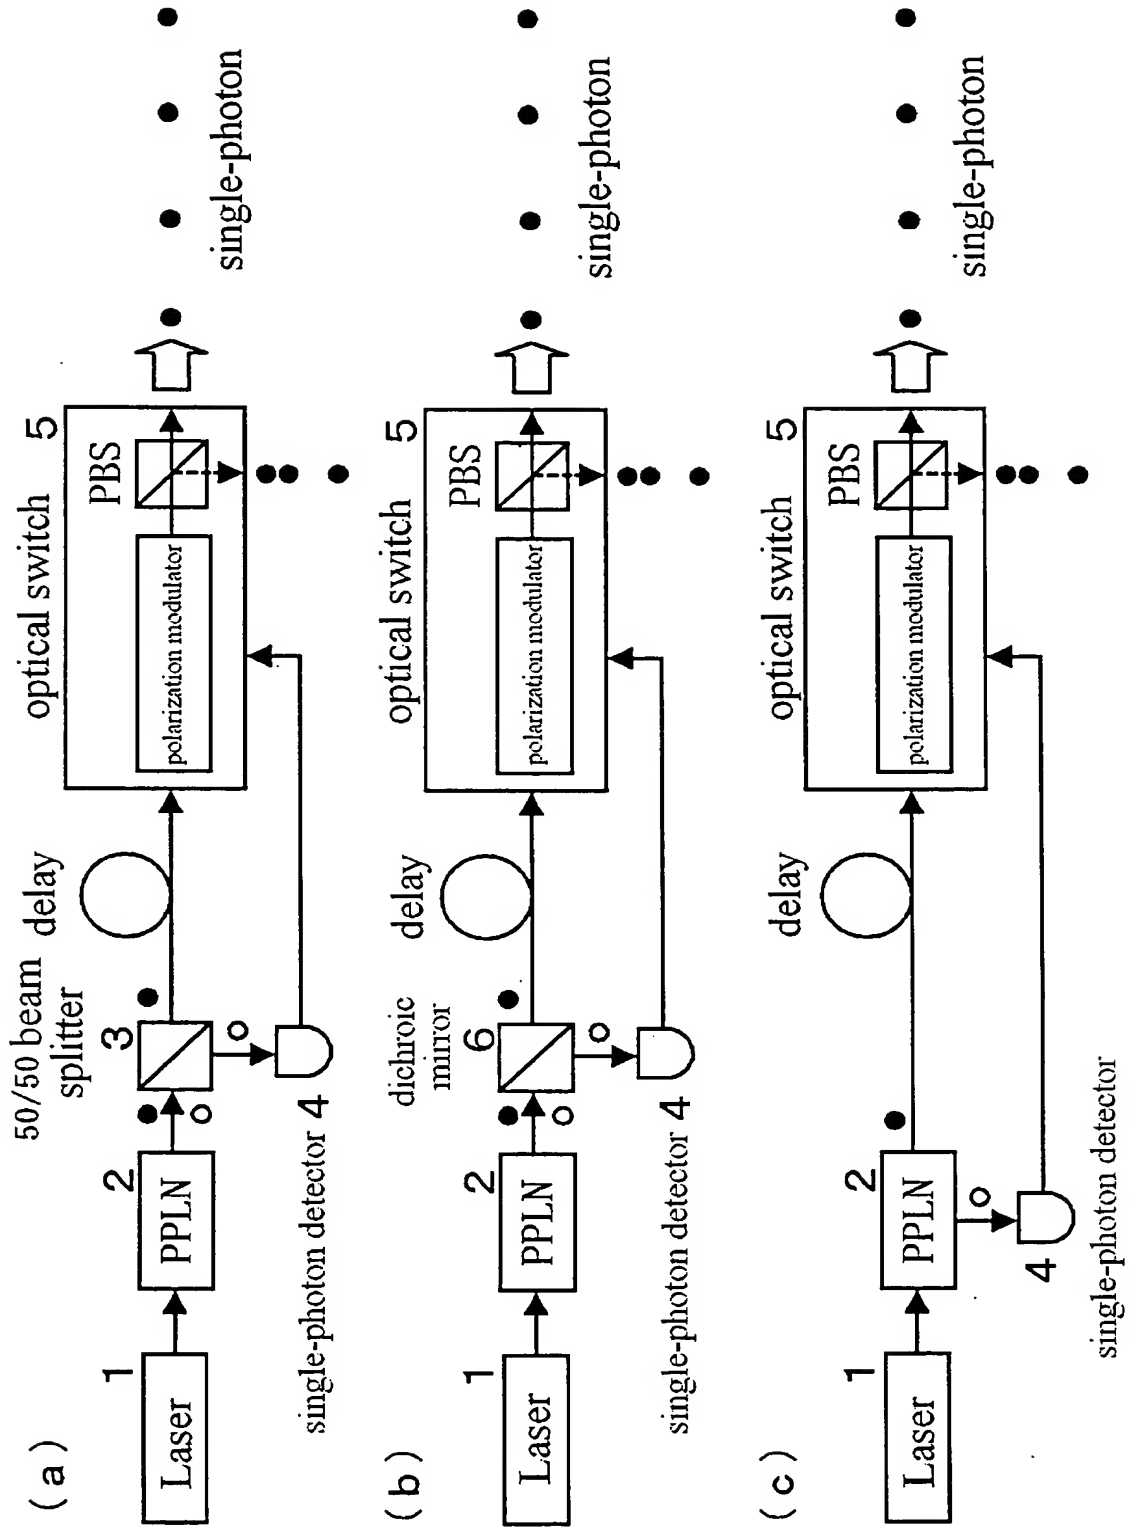 (a)
Laser
1
PPLN
2
50/50 beam
splitter
3
single-photon detector 4
delay
optical switch 5
polarization modulator
PBS
single-photon
(b)
Laser
1
PPLN
2
dichroic
mirror
6
single-photon detector 4
delay
optical switch 5
polarization modulator
PBS
single-photon
(c)
Laser
1
PPLN
2
4
single-photon detector
delay
optical switch 5
polarization modulator
PBS
single-photon